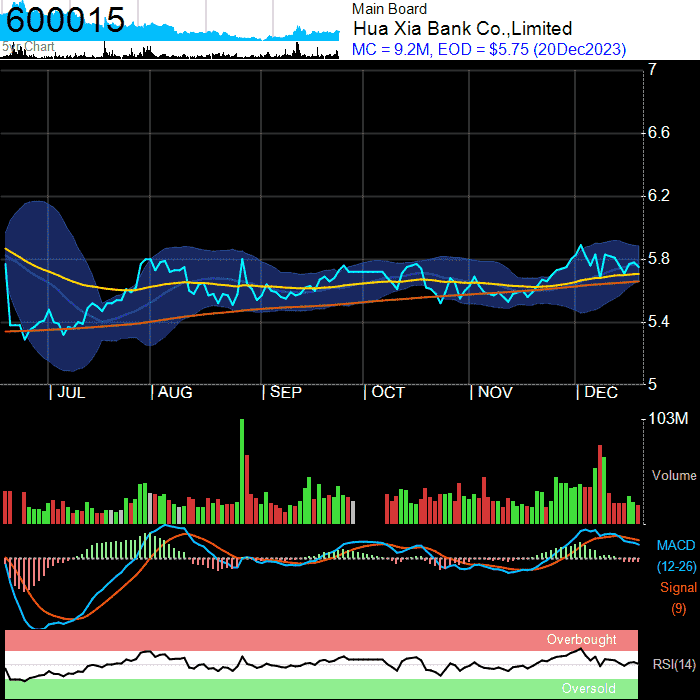 600015
5yr Chart
Main Board
Hua Xia Bank Co.,Limited
MC = 9.2M, EOD = $5.75 (20Dec2023)
7
6.6
6.2
5.8
5.4
5
| JUL | AUG | SEP | OCT | NOV | DEC
103M
Volume
MACD
(12-26)
Signal
(9)
Overbought
RSI(14)
Oversold